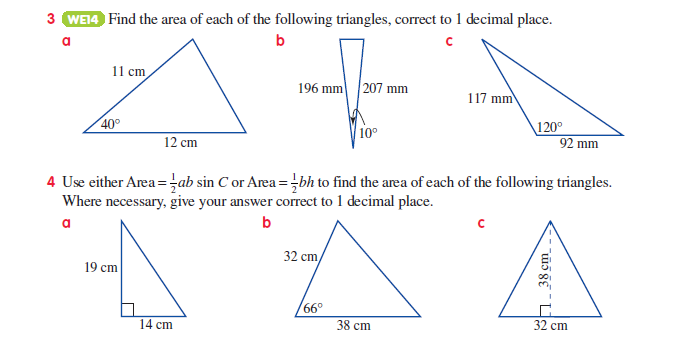 3 WE14 Find the area of each of the following triangles, correct to 1 decimal place.
a
11 cm
40°
12 cm
b
196 mm
207 mm
10°
c
117 mm
120°
92 mm
4 Use either Area = ½ab sin C or Area = ½bh to find the area of each of the following triangles.
Where necessary, give your answer correct to 1 decimal place.
a
19 cm
14 cm
b
32 cm
66°
38 cm
c
38 cm
32 cm